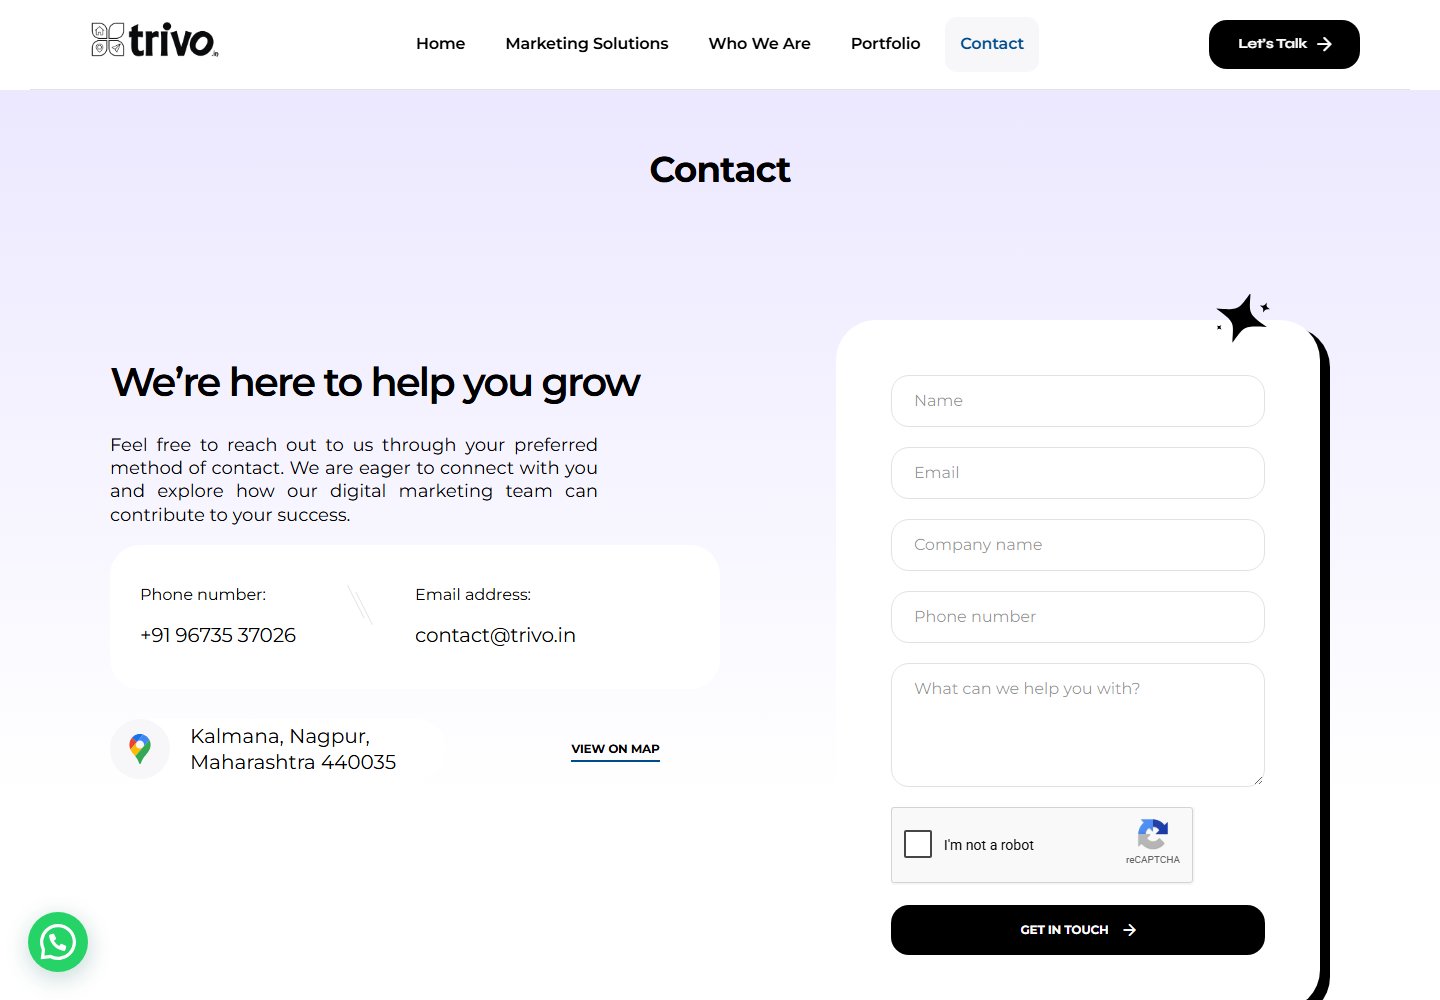 trivo.in
Home
Marketing Solutions
Who We Are
Portfolio
Contact
Let's Talk
Contact
We’re here to help you grow
Feel free to reach out to us through your preferred
method of contact. We are eager to connect with you
and explore how our digital marketing team can
contribute to your success.
Phone number:
+91 96735 37026
Email address:
contact@trivo.in
Kalmana, Nagpur,
Maharashtra 440035
VIEW ON MAP
Name
Email
Company name
Phone number
What can we help you with?
I'm not a robot
reCAPTCHA
GET IN TOUCH